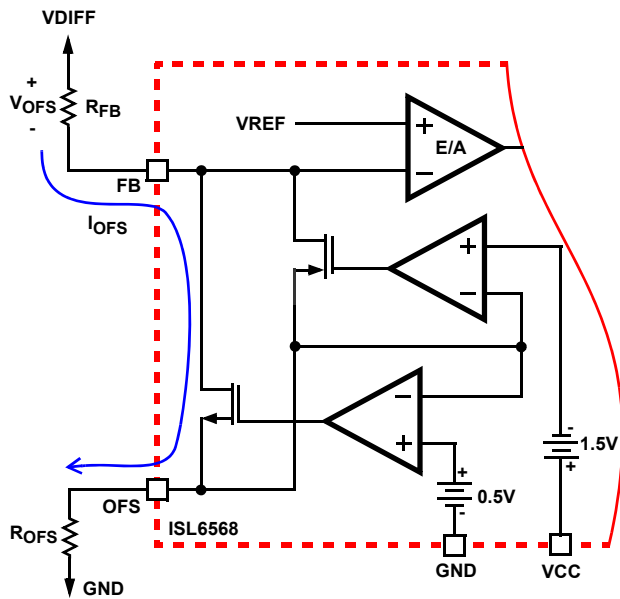 VDIFF
+
VOFS
-
RFB
VREF
+
E/A
−
FB
IOFS
+
−
−
+
-
1.5V
+
+
0.5V
-
OFS
ISL6568
ROFS
GND
GND
VCC